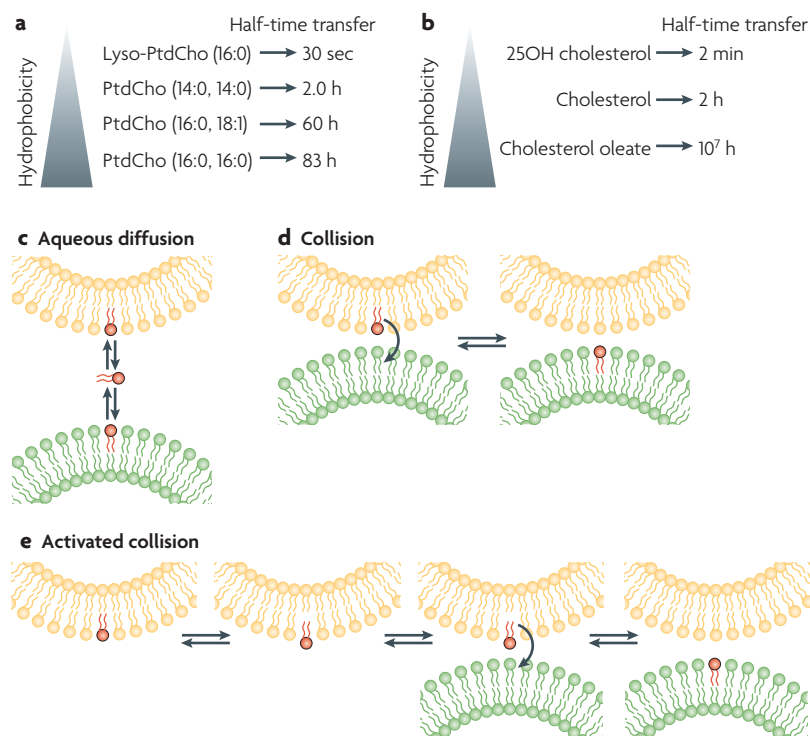 a
Half-time transfer
Hydrophobicity
Lyso-PtdCho (16:0) 30 sec
PtdCho (14:0, 14:0) 2.0 h
PtdCho (16:0, 18:1) 60 h
PtdCho (16:0, 16:0) 83 h
b
Half-time transfer
Hydrophobicity
25OH cholesterol 2 min
Cholesterol 2 h
Cholesterol oleate 10⁷ h
c Aqueous diffusion
d Collision
e Activated collision